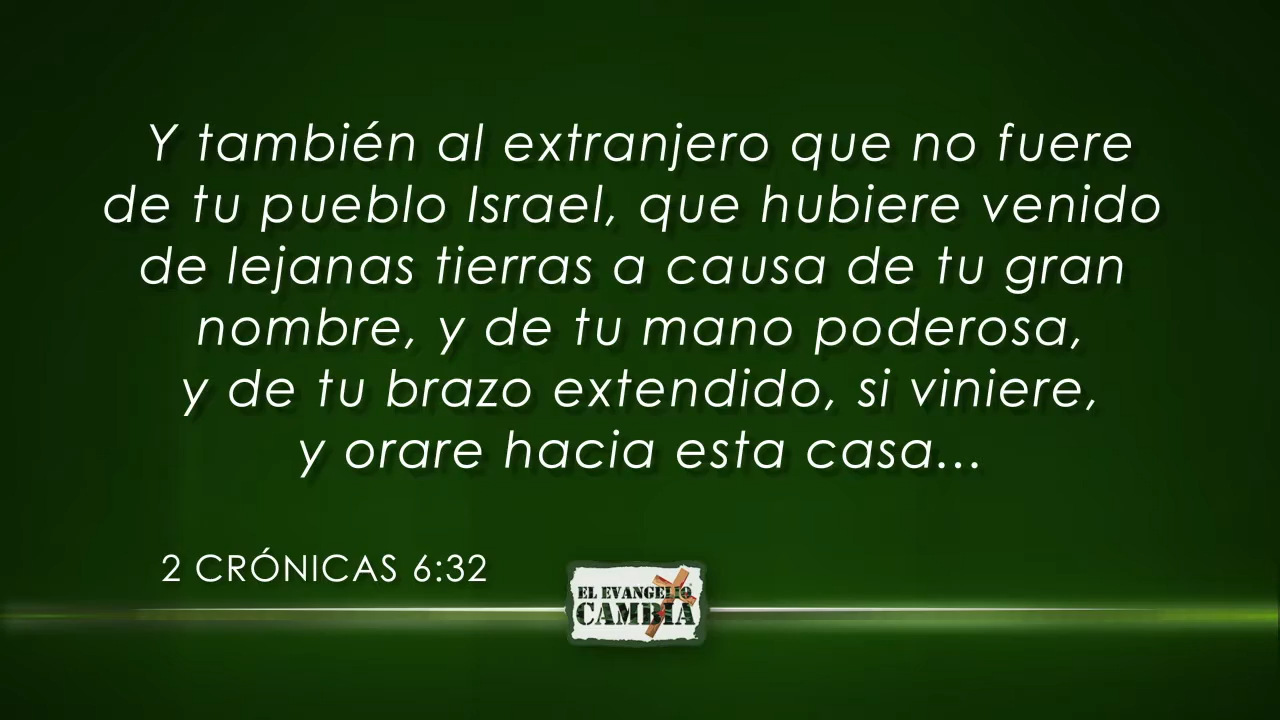 Y también al extranjero que no fuere
de tu pueblo Israel, que hubiere venido
de lejanas tierras a causa de tu gran
nombre, y de tu mano poderosa,
y de tu brazo extendido, si viniere,
y orare hacia esta casa...
2 CRÓNICAS 6:32
EL EVANGELIO
CAMBIA